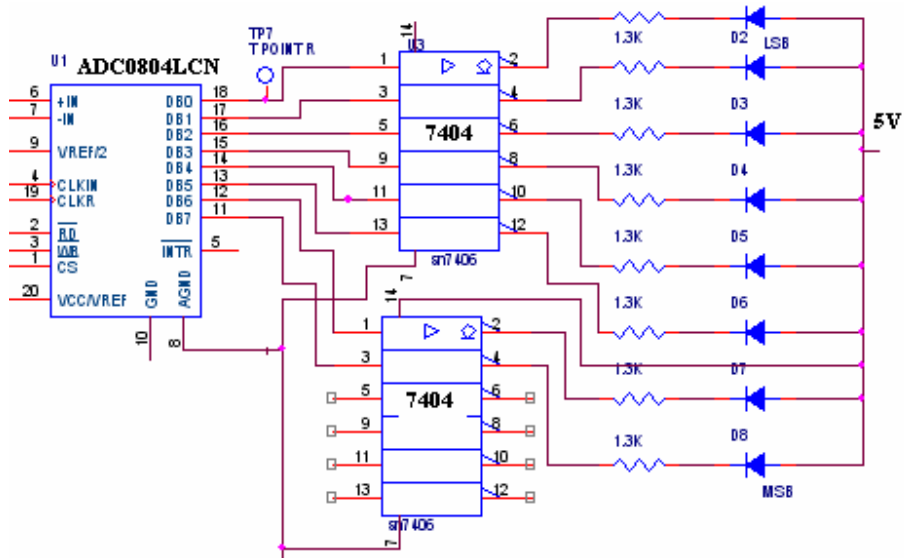 14
TP7
TPOINTR
U1 ADC0804LCN
U3
6 +IN
7 -IN
9 VREF/2
4 CLKIN
19 CLKR
2 RD
3 WR
1 CS
20 VCC/VREF
GND
AGND
10
8
DB0 18
DB1 17
DB2 16
DB3 15
DB4 14
DB5 13
DB6 12
DB7 11
INTR 5
1 2
3 4
7404
5 6
9 8
11 10
13 12
sn7406
7
14
1 2
3 4
5 6
7404
9 8
11 10
13 12
sn7406
7
1.3K D2 LSB
1.3K D3
1.3K D4
1.3K D5
1.3K D6
1.3K D7
1.3K D8
MSB
5V